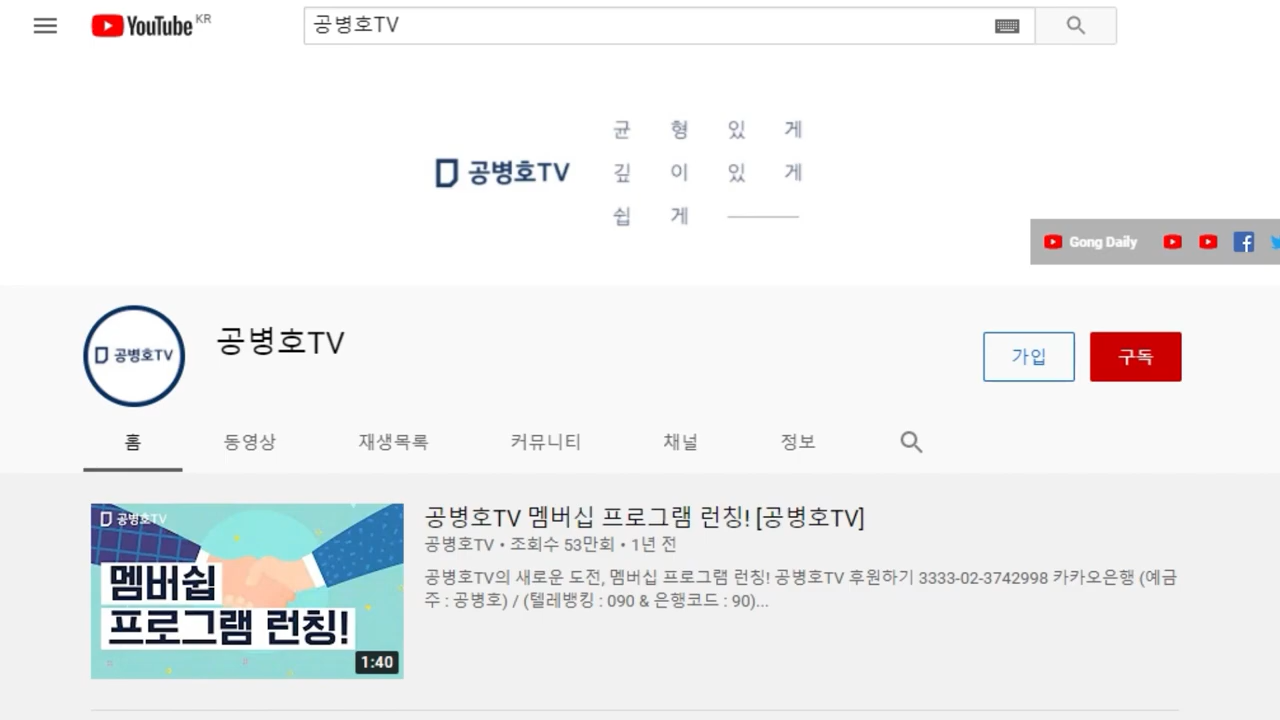 YouTube KR
공병호TV
균 형 있 게
공병호TV
깊 이 있 게
쉽 게
Gong Daily
공병호TV
공병호TV
가입
구독
홈 동영상 재생목록 커뮤니티 채널 정보
공병호TV
멤버쉽
프로그램 런칭!
1:40
공병호TV 멤버십 프로그램 런칭! [공병호TV]
공병호TV • 조회수 53만회 • 1년 전
공병호TV의 새로운 도전, 멤버십 프로그램 런칭! 공병호TV 후원하기 3333-02-3742998 카카오은행 (예금
주 : 공병호) / (텔레뱅킹 : 090 & 은행코드 : 90)...